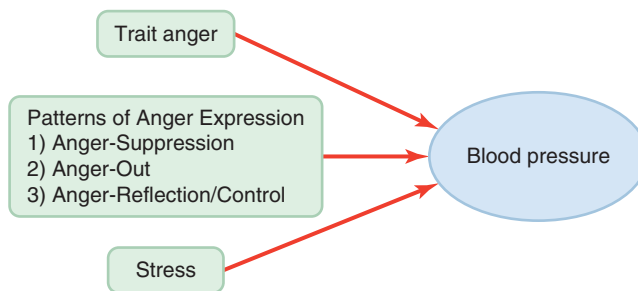 Trait anger
Patterns of Anger Expression
1) Anger-Suppression
2) Anger-Out
3) Anger-Reflection/Control
Blood pressure
Stress